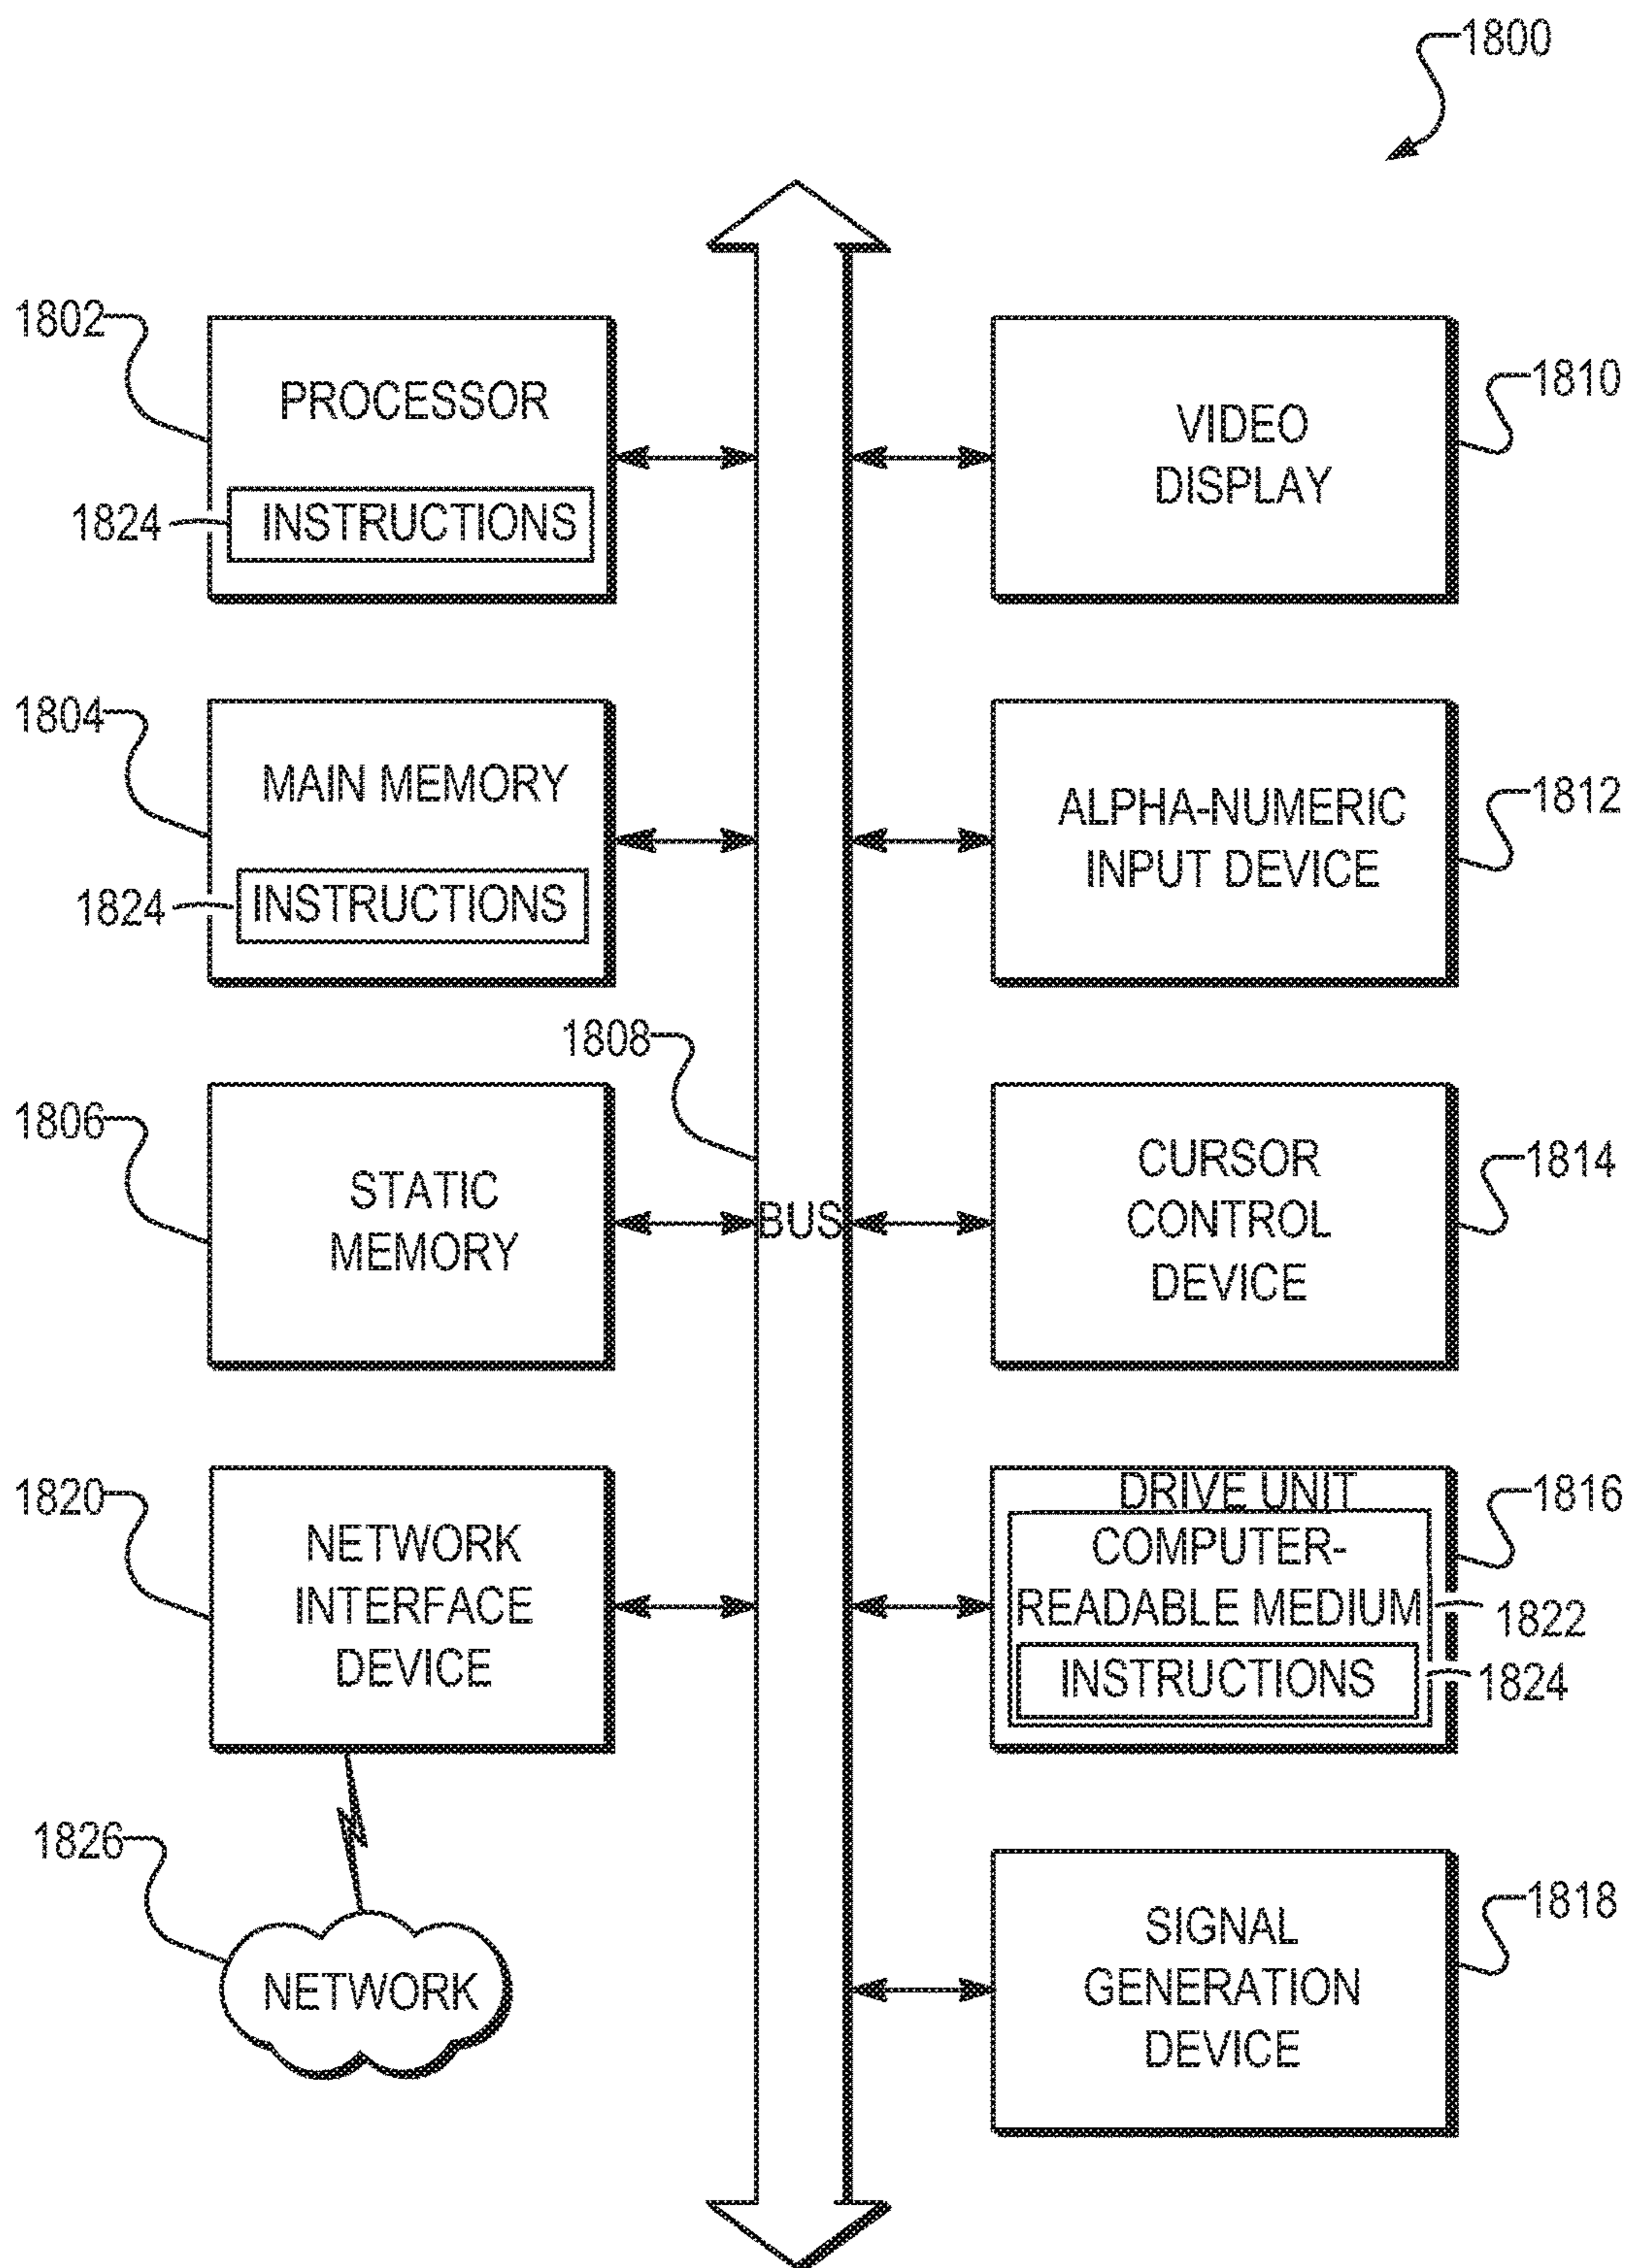 1800
1802
PROCESSOR
1824
INSTRUCTIONS
1810
VIDEO
DISPLAY
1804
MAIN MEMORY
1824
INSTRUCTIONS
1812
ALPHA-NUMERIC
INPUT DEVICE
1808
BUS
1806
STATIC
MEMORY
1814
CURSOR
CONTROL
DEVICE
1820
NETWORK
INTERFACE
DEVICE
1816
DRIVE UNIT
COMPUTER-
READABLE MEDIUM
1822
INSTRUCTIONS
1824
1826
NETWORK
1818
SIGNAL
GENERATION
DEVICE